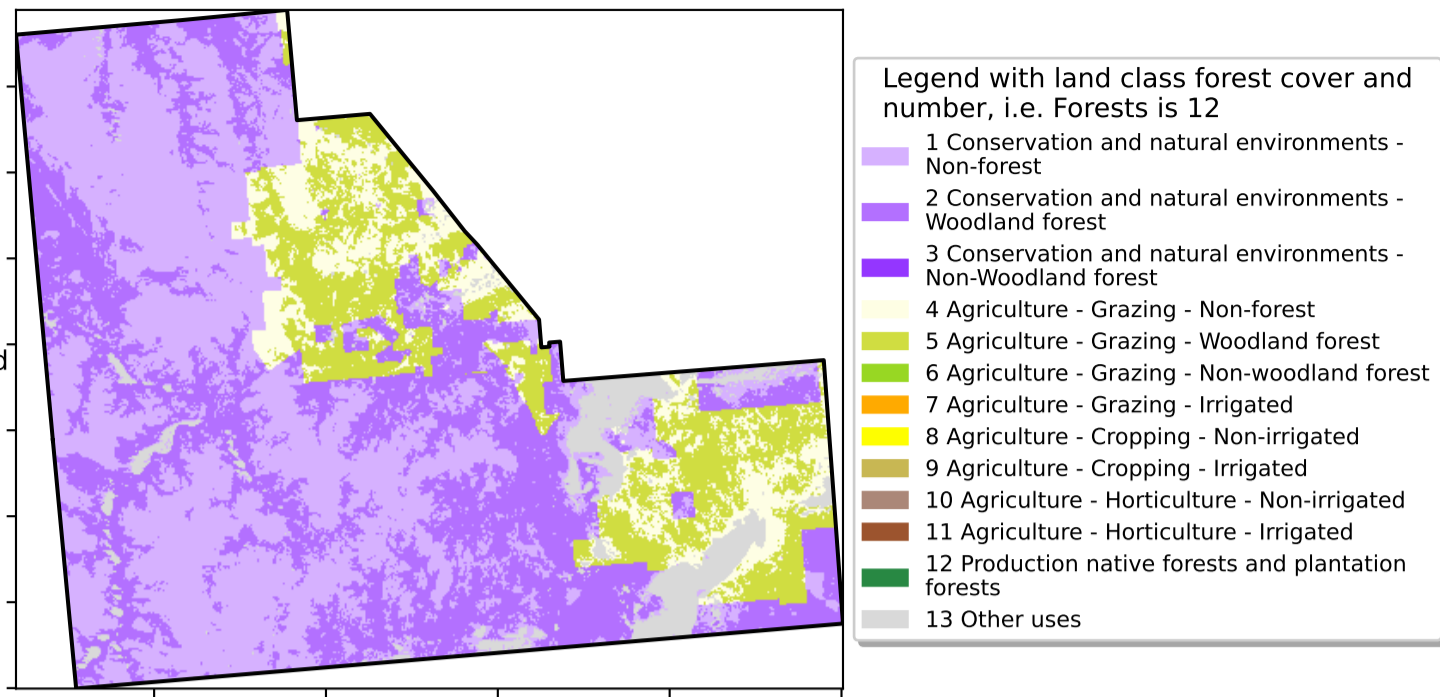 d
Legend with land class forest cover and
number, i.e. Forests is 12
1 Conservation and natural environments -
Non-forest
2 Conservation and natural environments -
Woodland forest
3 Conservation and natural environments -
Non-Woodland forest
4 Agriculture - Grazing - Non-forest
5 Agriculture - Grazing - Woodland forest
6 Agriculture - Grazing - Non-woodland forest
7 Agriculture - Grazing - Irrigated
8 Agriculture - Cropping - Non-irrigated
9 Agriculture - Cropping - Irrigated
10 Agriculture - Horticulture - Non-irrigated
11 Agriculture - Horticulture - Irrigated
12 Production native forests and plantation
forests
13 Other uses